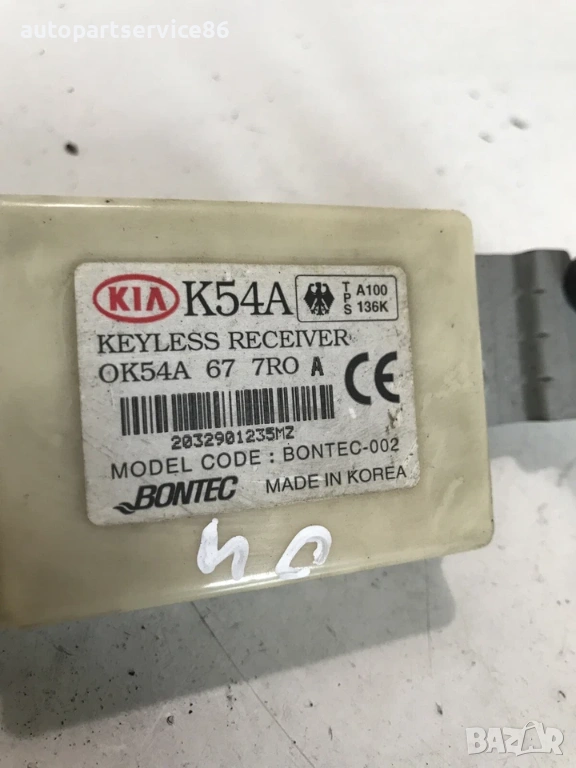 autopartservice86
KIA K54A T P S A100 136K
KEYLESS RECEIVER
OK54A 67 7RO A
CE
2032901235MZ
MODEL CODE : BONTEC-002
BONTEC MADE IN KOREA
bazar